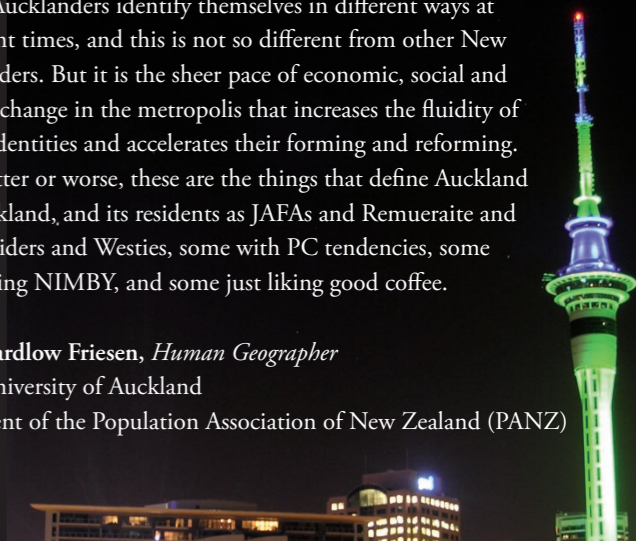 Aucklanders identify themselves in different ways at
nt times, and this is not so different from other New
ders. But it is the sheer pace of economic, social and
change in the metropolis that increases the fluidity of
dentities and accelerates their forming and reforming.
tter or worse, these are the things that define Auckland
kland, and its residents as JAFAs and Remueraite and
iders and Westies, some with PC tendencies, some
ing NIMBY, and some just liking good coffee.
ardlow Friesen, Human Geographer
niversity of Auckland
ent of the Population Association of New Zealand (PANZ)